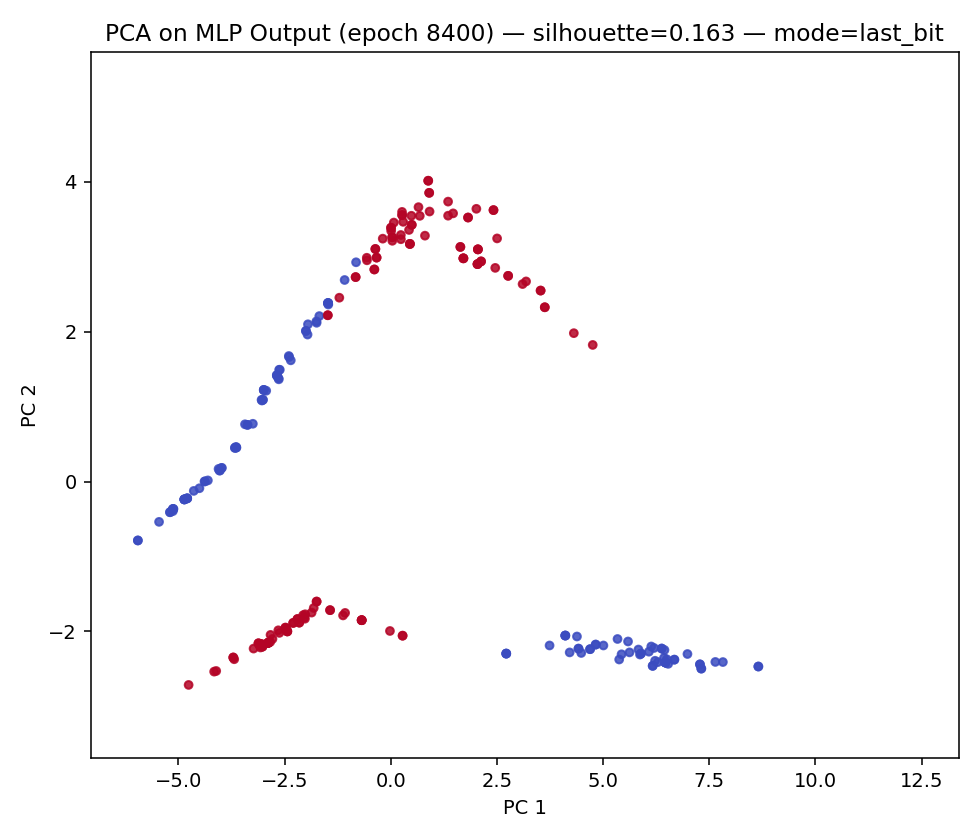 PCA on MLP Output (epoch 8400) — silhouette=0.163 — mode=last_bit
4
2
0
−2
PC 2
−5.0 −2.5 0.0 2.5 5.0 7.5 10.0 12.5
PC 1